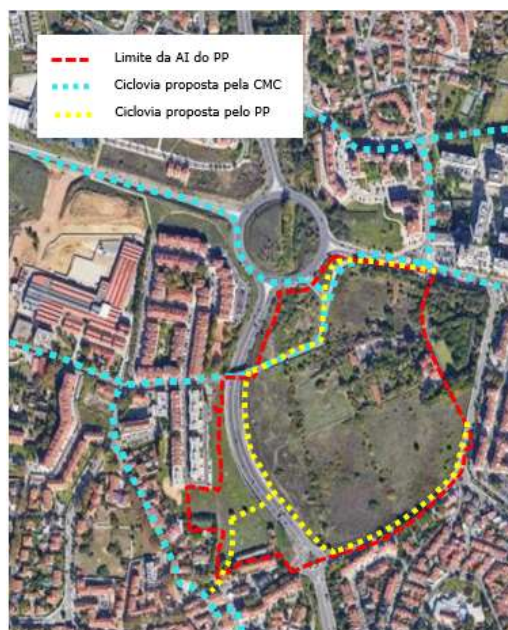 Limite da AI do PP
Ciclovia proposta pela CMC
Ciclovia proposta pelo PP